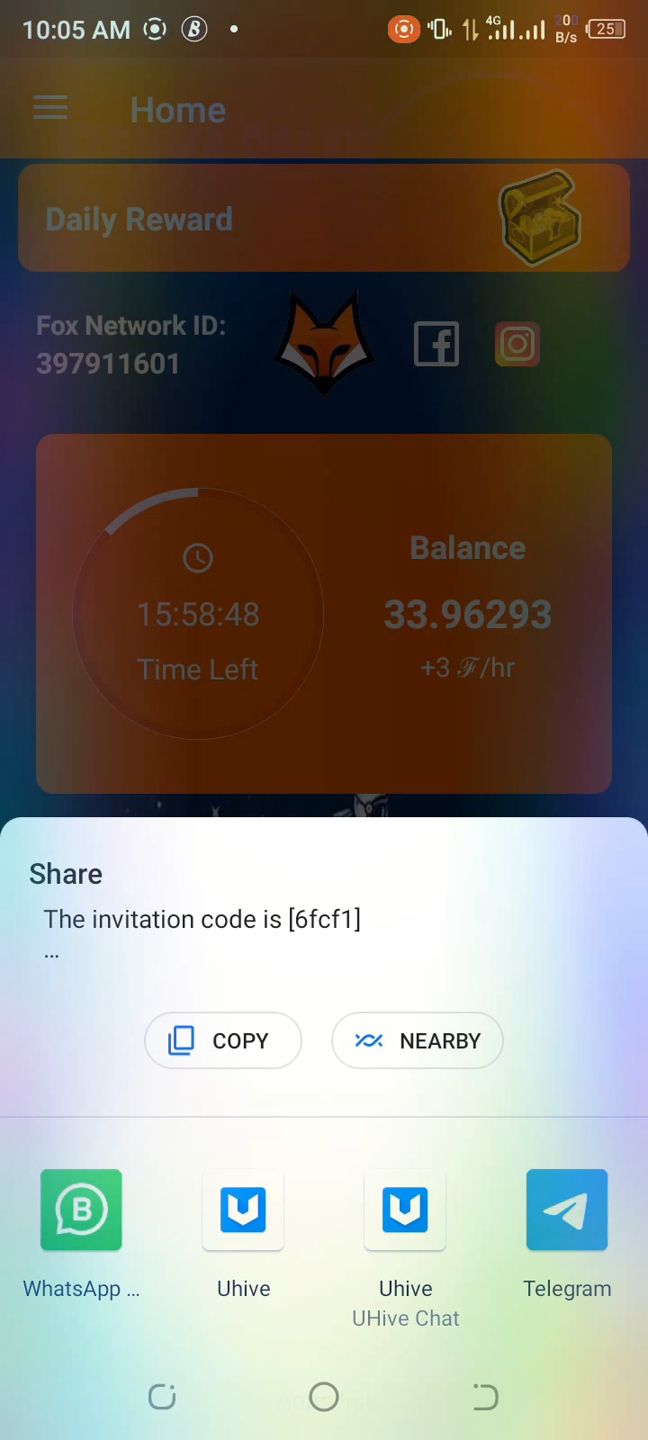 10:05 AM
4G
200
B/s
25
Home
Daily Reward
Fox Network ID:
397911601
15:58:48
Time Left
Balance
33.96293
+3 ℱ/hr
Share
The invitation code is [6fcf1]
...
COPY
NEARBY
WhatsApp ...
Uhive
Uhive
UHive Chat
Telegram